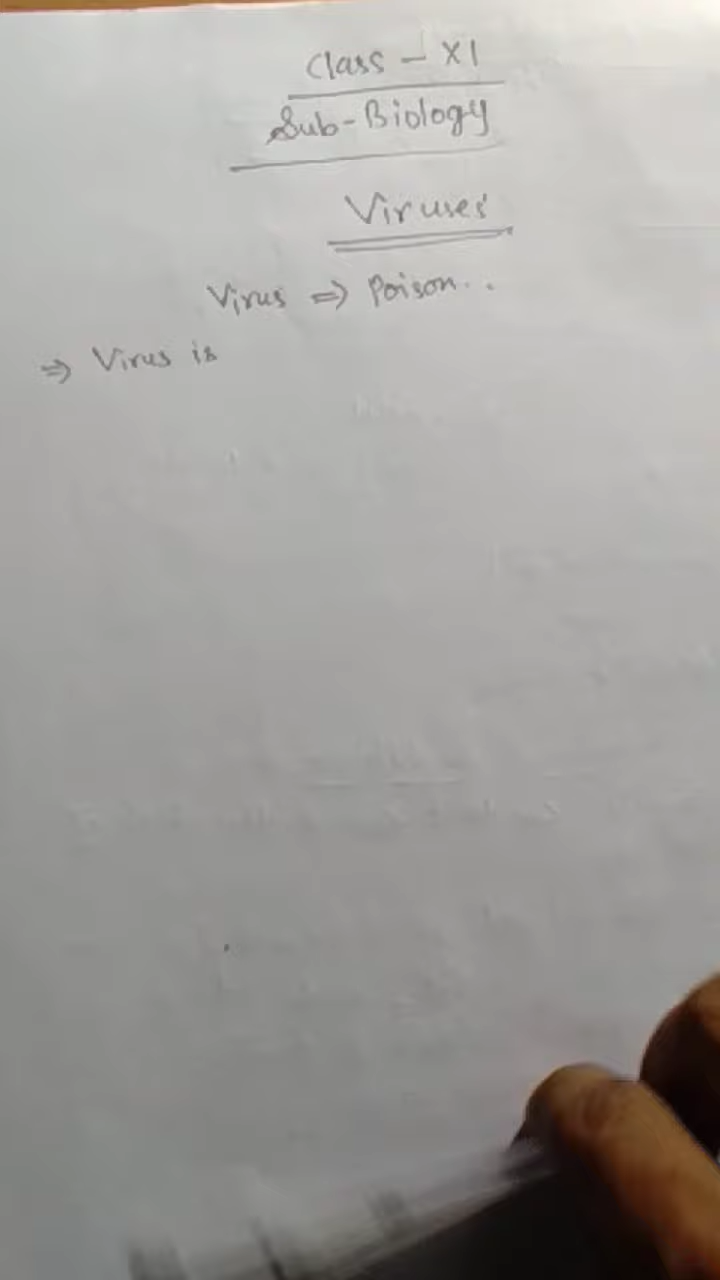 Class - XI
Sub-Biology
Viruses
Virus ⇒ Poison..
⇒ Virus is